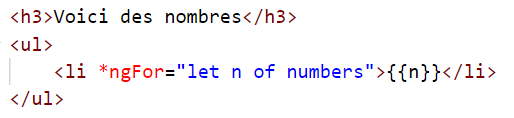 <h3>Voici des nombres</h3>
<ul>
<li *ngFor="let n of numbers">{{n}}</li>
</ul>